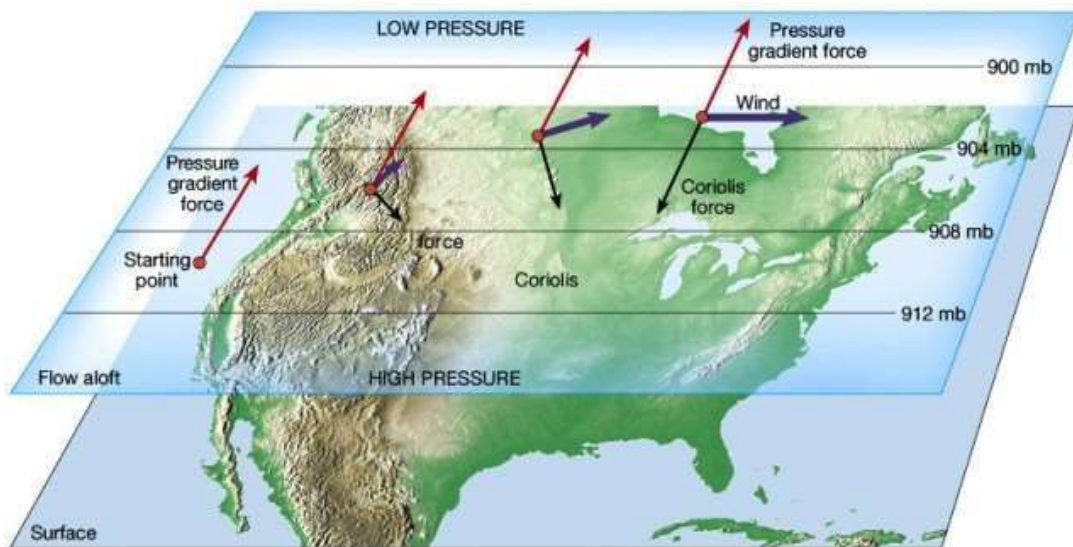 LOW PRESSURE
Pressure
gradient force
900 mb
Wind
904 mb
Pressure
gradient
force
Coriolis
force
908 mb
force
Starting
point
Coriolis
912 mb
Flow aloft
HIGH PRESSURE
Surface